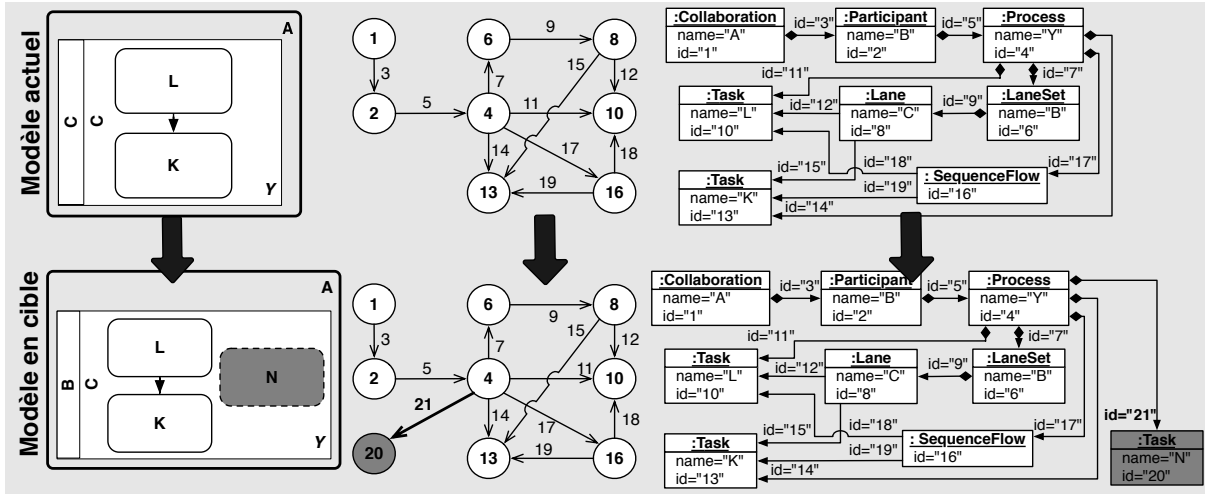 Modèle actuel
A
C
C
L
K
Y
1
3
2
5
4
6
7
9
8
15
12
11
10
14
17
18
13
19
16
:Collaboration
name="A"
id="1"
id="3"
:Participant
name="B"
id="2"
id="5"
:Process
name="Y"
id="4"
id="11"
id="7"
:Task
name="L"
id="10"
id="12"
:Lane
name="C"
id="8"
id="9"
:LaneSet
name="B"
id="6"
id="15"
id="18"
id="17"
:Task
name="K"
id="13"
id="19"
: SequenceFlow
id="16"
id="14"
Modèle en cible
A
B
C
L
N
K
Y
1
3
2
5
4
6
7
9
8
15
12
11
10
21
14
17
18
20
13
19
16
:Collaboration
name="A"
id="1"
id="3"
:Participant
name="B"
id="2"
id="5"
:Process
name="Y"
id="4"
id="11"
id="7"
:Task
name="L"
id="10"
id="12"
:Lane
name="C"
id="8"
id="9"
:LaneSet
name="B"
id="6"
id="21"
id="15"
id="18"
id="17"
:Task
name="K"
id="13"
id="19"
: SequenceFlow
id="16"
id="14"
:Task
name="N"
id="20"